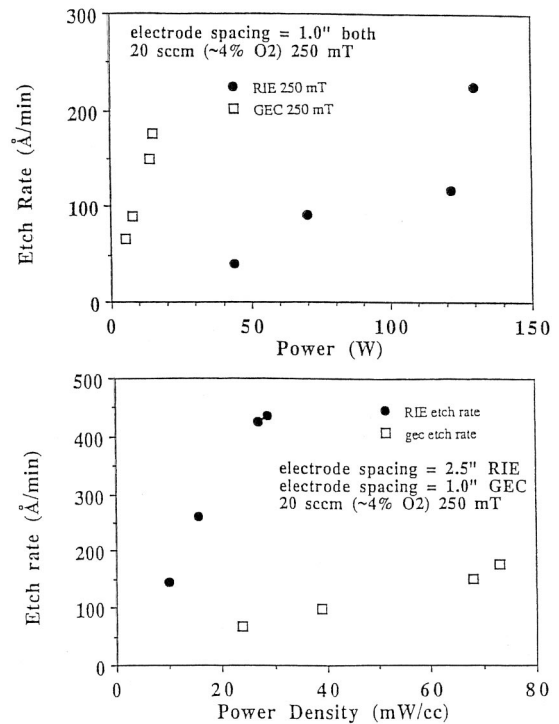 300
200
100
0
Etch Rate (Å/min)
electrode spacing = 1.0" both
20 sccm (~4% O2) 250 mT
RIE 250 mT
GEC 250 mT
0 50 100 150
Power (W)
500
400
300
200
100
0
Etch rate (Å/min)
RIE etch rate
gec etch rate
electrode spacing = 2.5" RIE
electrode spacing = 1.0" GEC
20 sccm (~4% O2) 250 mT
0 20 40 60 80
Power Density (mW/cc)